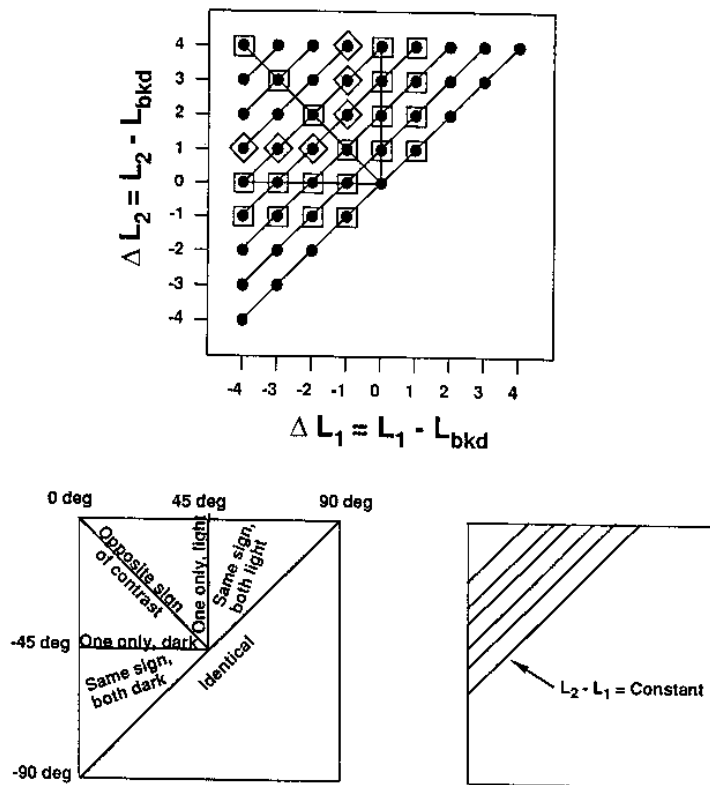 4
3
2
1
0
-1
-2
-3
-4
Δ L2 = L2 - Lbkd
-4 -3 -2 -1 0 1 2 3 4
Δ L1 = L1 - Lbkd
0 deg 45 deg 90 deg
Opposite sign
of contrast
One only, light
Same sign,
both light
-45 deg
One only, dark
Same sign,
both dark
Identical
-90 deg
L2 - L1 = Constant